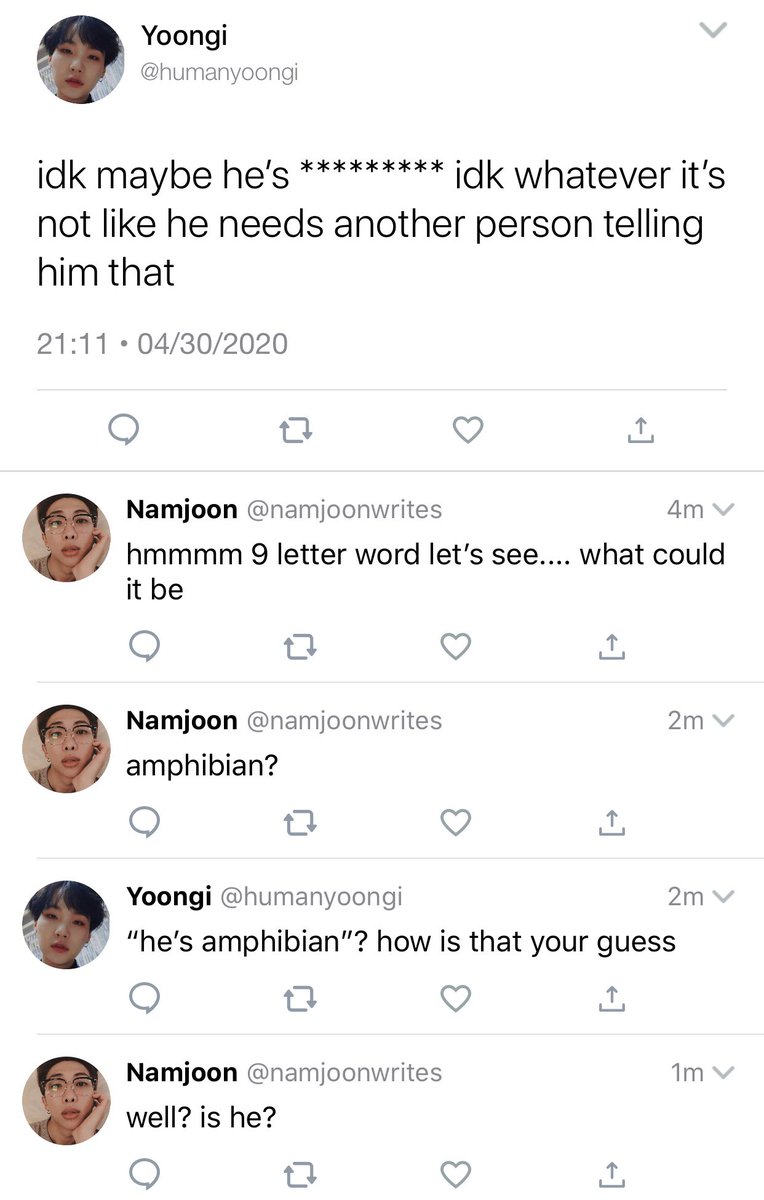 Yoongi
@humanyoongi
idk maybe he’s ********* idk whatever it’s
not like he needs another person telling
him that
21:11 • 04/30/2020
Namjoon @namjoonwrites 4m
hmmmm 9 letter word let’s see.... what could
it be
Namjoon @namjoonwrites 2m
amphibian?
Yoongi @humanyoongi 2m
“he’s amphibian”? how is that your guess
Namjoon @namjoonwrites 1m
well? is he?